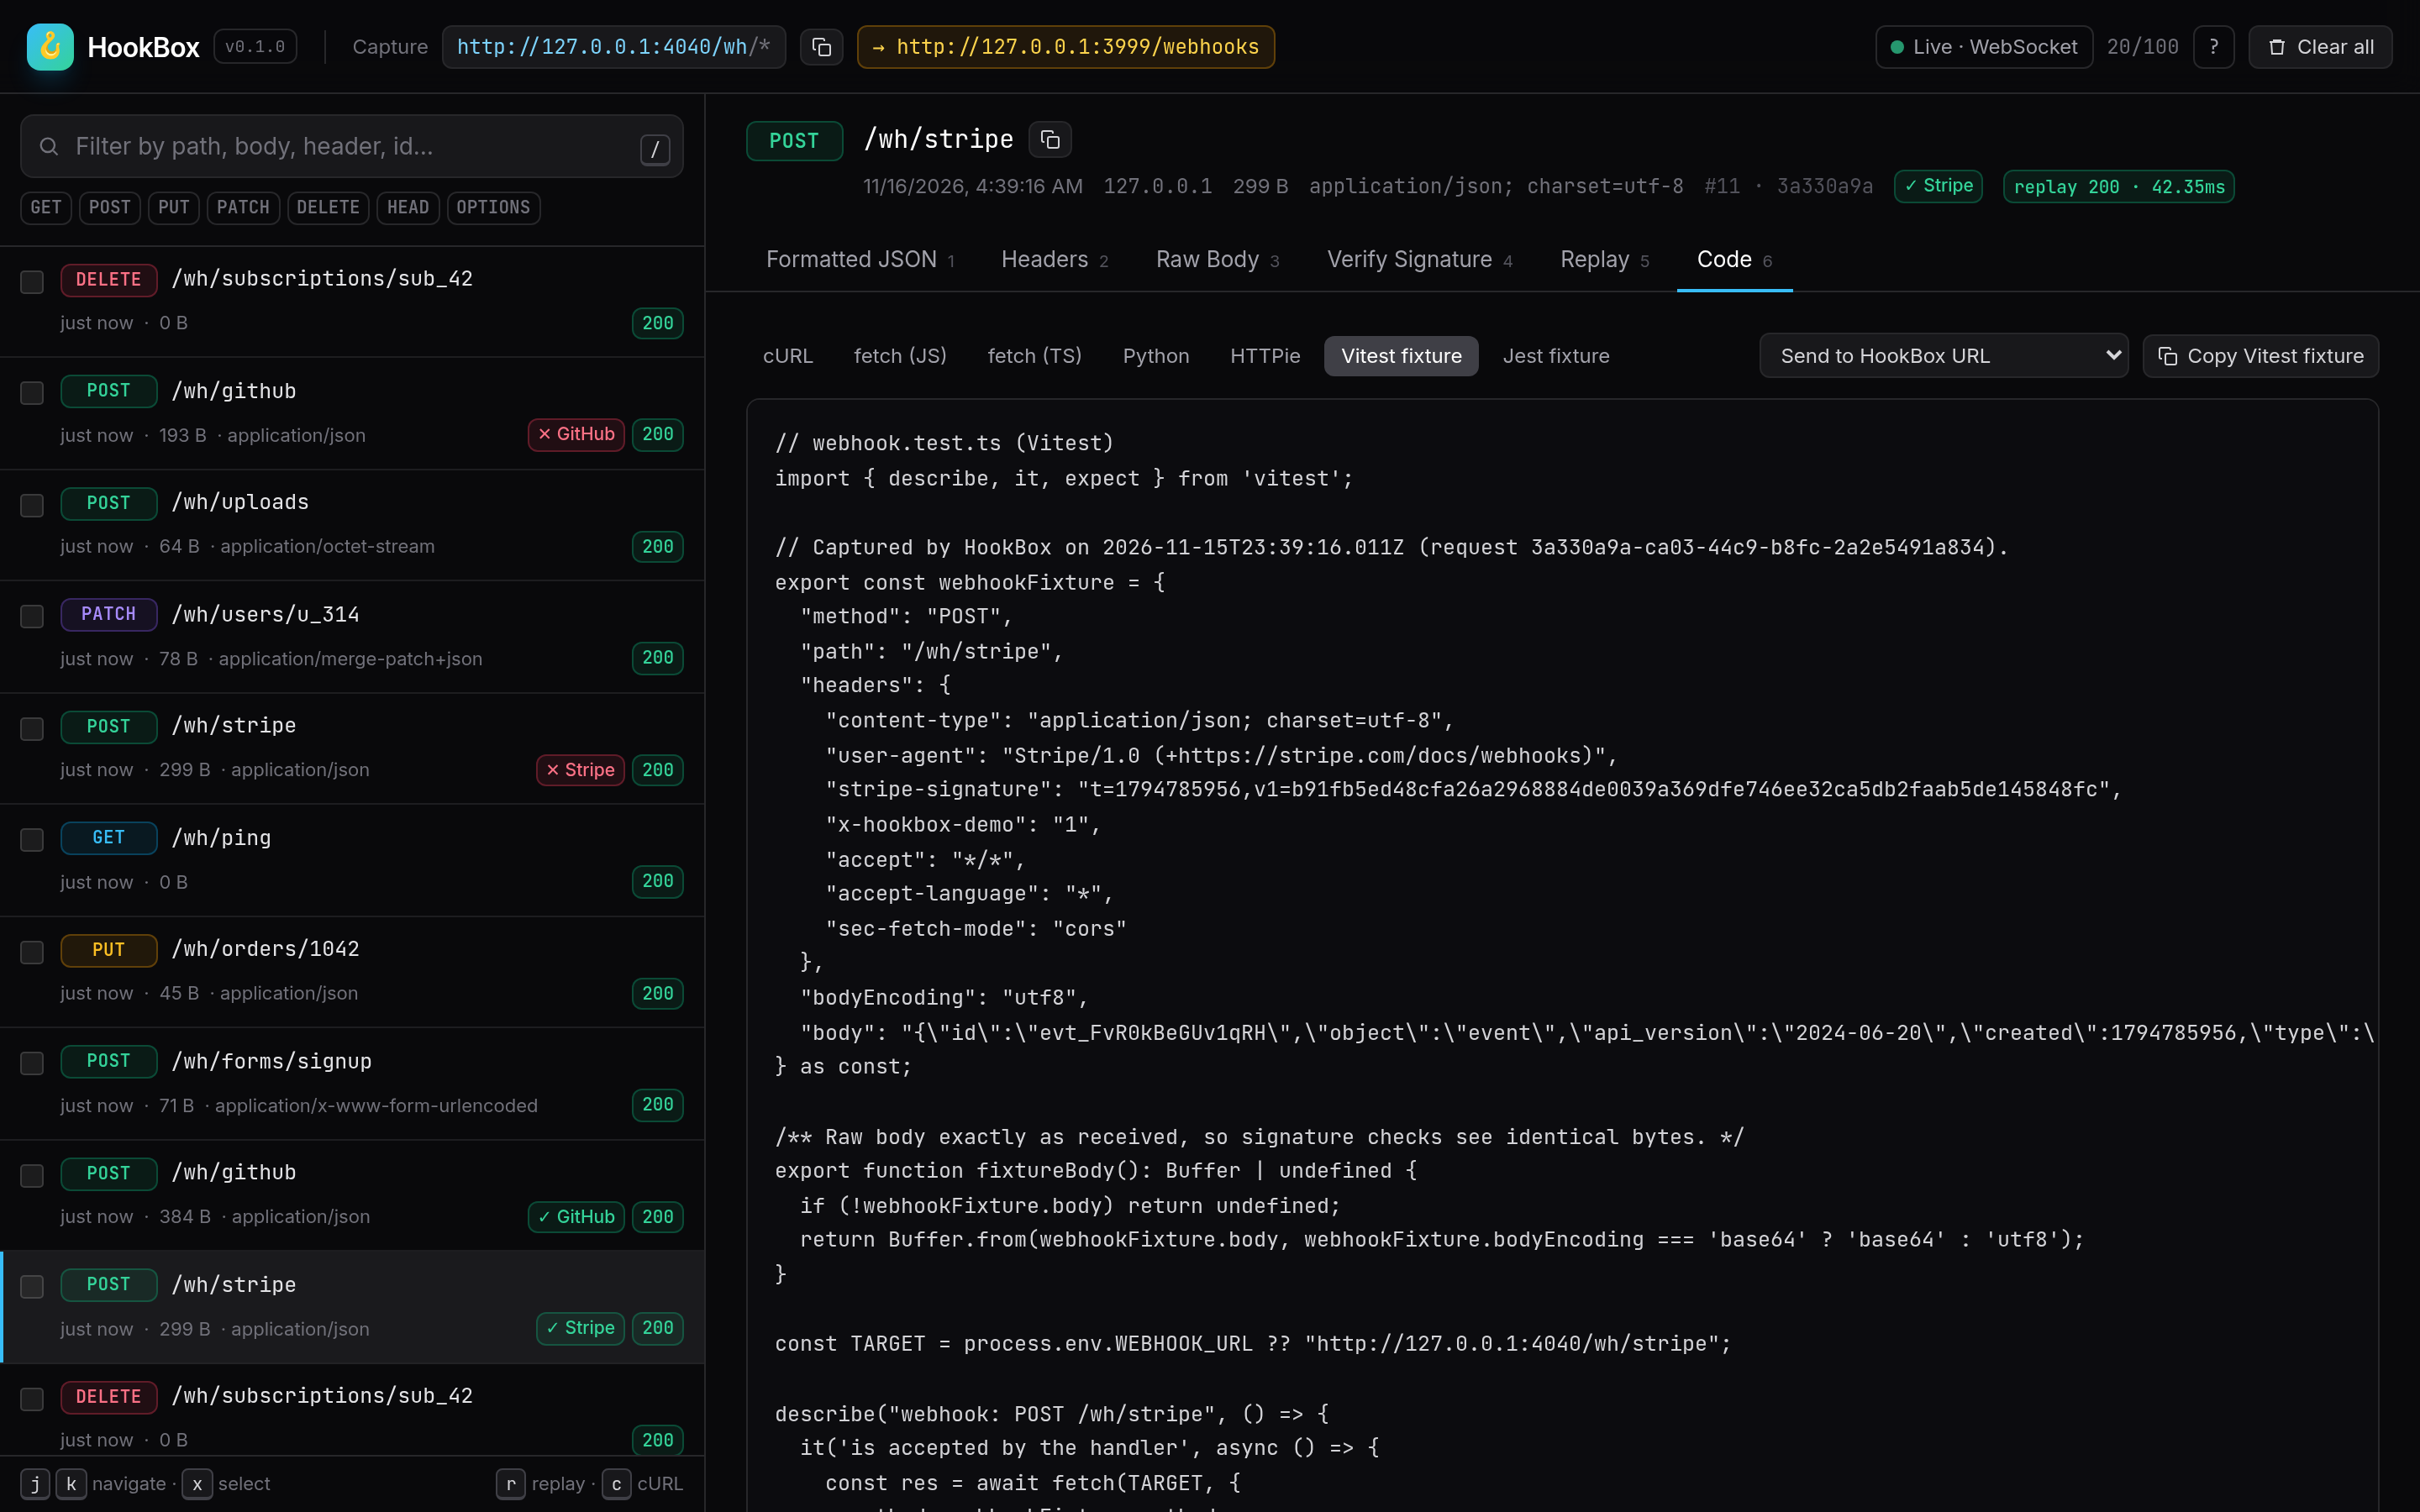 HookBox v0.1.0 Capture http://127.0.0.1:4040/wh/* → http://127.0.0.1:3999/webhooks Live · WebSocket 20/100 ? Clear all
Filter by path, body, header, id... /
GET POST PUT PATCH DELETE HEAD OPTIONS
DELETE /wh/subscriptions/sub_42
just now · 0 B 200
POST /wh/github
just now · 193 B · application/json ✕ GitHub 200
POST /wh/uploads
just now · 64 B · application/octet-stream 200
PATCH /wh/users/u_314
just now · 78 B · application/merge-patch+json 200
POST /wh/stripe
just now · 299 B · application/json ✕ Stripe 200
GET /wh/ping
just now · 0 B 200
PUT /wh/orders/1042
just now · 45 B · application/json 200
POST /wh/forms/signup
just now · 71 B · application/x-www-form-urlencoded 200
POST /wh/github
just now · 384 B · application/json ✓ GitHub 200
POST /wh/stripe
just now · 299 B · application/json ✓ Stripe 200
DELETE /wh/subscriptions/sub_42
just now · 0 B 200
j k navigate · x select r replay · c cURL
POST /wh/stripe
11/16/2026, 4:39:16 AM 127.0.0.1 299 B application/json; charset=utf-8 #11 · 3a330a9a ✓ Stripe replay 200 · 42.35ms
Formatted JSON 1 Headers 2 Raw Body 3 Verify Signature 4 Replay 5 Code 6
cURL fetch (JS) fetch (TS) Python HTTPie Vitest fixture Jest fixture Send to HookBox URL Copy Vitest fixture
// webhook.test.ts (Vitest)
import { describe, it, expect } from 'vitest';
// Captured by HookBox on 2026-11-15T23:39:16.011Z (request 3a330a9a-ca03-44c9-b8fc-2a2e5491a834).
export const webhookFixture = {
"method": "POST",
"path": "/wh/stripe",
"headers": {
"content-type": "application/json; charset=utf-8",
"user-agent": "Stripe/1.0 (+https://stripe.com/docs/webhooks)",
"stripe-signature": "t=1794785956,v1=b91fb5ed48cfa26a2968884de0039a369dfe746ee32ca5db2faab5de145848fc",
"x-hookbox-demo": "1",
"accept": "*/*",
"accept-language": "*",
"sec-fetch-mode": "cors"
},
"bodyEncoding": "utf8",
"body": "{\"id\":\"evt_FvR0kBeGUv1qRH\",\"object\":\"event\",\"api_version\":\"2024-06-20\",\"created\":1794785956,\"type\":\
} as const;
/** Raw body exactly as received, so signature checks see identical bytes. */
export function fixtureBody(): Buffer | undefined {
if (!webhookFixture.body) return undefined;
return Buffer.from(webhookFixture.body, webhookFixture.bodyEncoding === 'base64' ? 'base64' : 'utf8');
}
const TARGET = process.env.WEBHOOK_URL ?? "http://127.0.0.1:4040/wh/stripe";
describe("webhook: POST /wh/stripe", () => {
it('is accepted by the handler', async () => {
const res = await fetch(TARGET, {